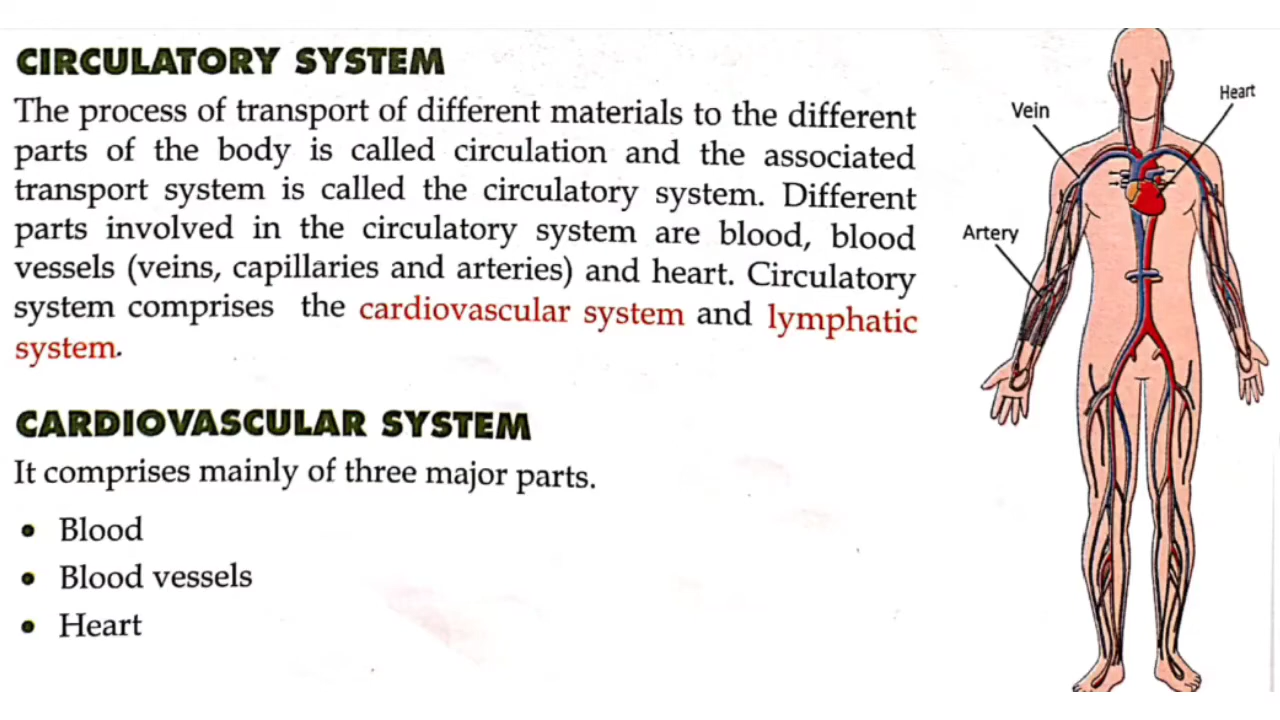 CIRCULATORY SYSTEM
The process of transport of different materials to the different
parts of the body is called circulation and the associated
transport system is called the circulatory system. Different
parts involved in the circulatory system are blood, blood
vessels (veins, capillaries and arteries) and heart. Circulatory
system comprises the cardiovascular system and lymphatic
system.
CARDIOVASCULAR SYSTEM
It comprises mainly of three major parts.
• Blood
• Blood vessels
• Heart
Heart
Vein
Artery